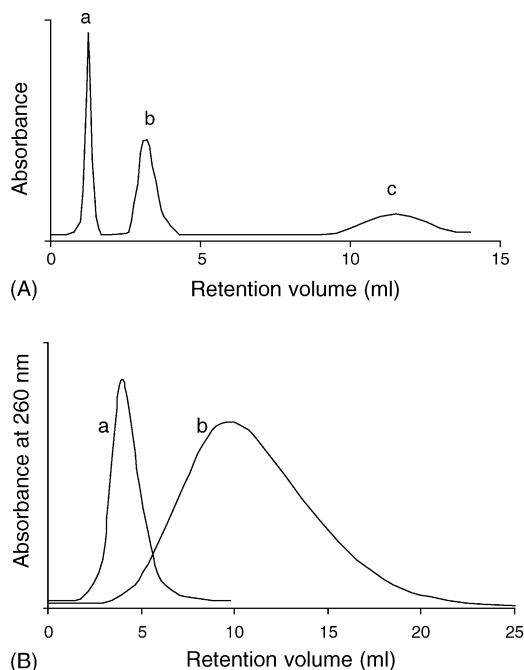 a
b
c
Absorbance
0
5
10
15
(A)
Retention volume (ml)
a
b
Absorbance at 260 nm
0
5
10
15
20
25
(B)
Retention volume (ml)